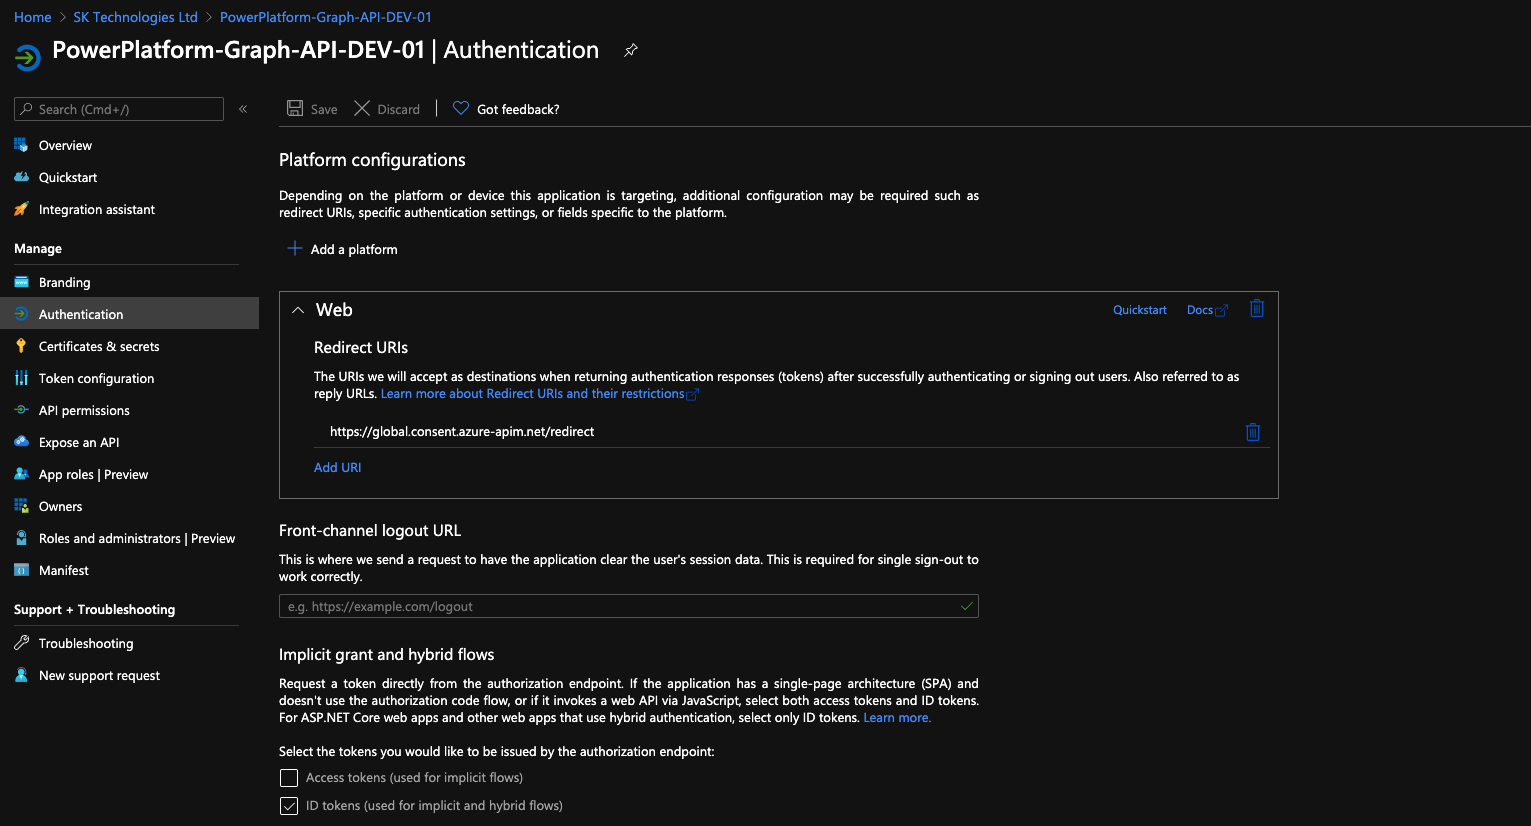 Home > SK Technologies Ltd > PowerPlatform-Graph-API-DEV-01
PowerPlatform-Graph-API-DEV-01 | Authentication
Search (Cmd+/)
«
Overview
Quickstart
Integration assistant
Manage
Branding
Authentication
Certificates & secrets
Token configuration
API permissions
Expose an API
App roles | Preview
Owners
Roles and administrators | Preview
Manifest
Support + Troubleshooting
Troubleshooting
New support request
Save Discard | Got feedback?
Platform configurations
Depending on the platform or device this application is targeting, additional configuration may be required such as
redirect URIs, specific authentication settings, or fields specific to the platform.
Add a platform
Web Quickstart Docs
Redirect URIs
The URIs we will accept as destinations when returning authentication responses (tokens) after successfully authenticating or signing out users. Also referred to as
reply URLs. Learn more about Redirect URIs and their restrictions
https://global.consent.azure-apim.net/redirect
Add URI
Front-channel logout URL
This is where we send a request to have the application clear the user's session data. This is required for single sign-out to
work correctly.
e.g. https://example.com/logout
Implicit grant and hybrid flows
Request a token directly from the authorization endpoint. If the application has a single-page architecture (SPA) and
doesn't use the authorization code flow, or if it invokes a web API via JavaScript, select both access tokens and ID tokens.
For ASP.NET Core web apps and other web apps that use hybrid authentication, select only ID tokens. Learn more.
Select the tokens you would like to be issued by the authorization endpoint:
Access tokens (used for implicit flows)
ID tokens (used for implicit and hybrid flows)